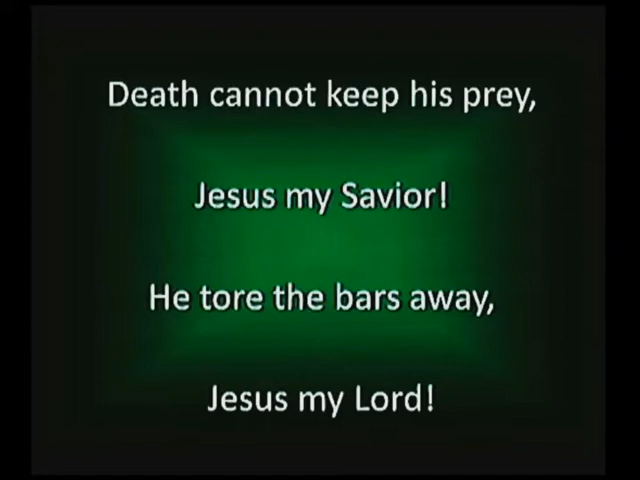 Death cannot keep his prey,
Jesus my Savior!
He tore the bars away,
Jesus my Lord!